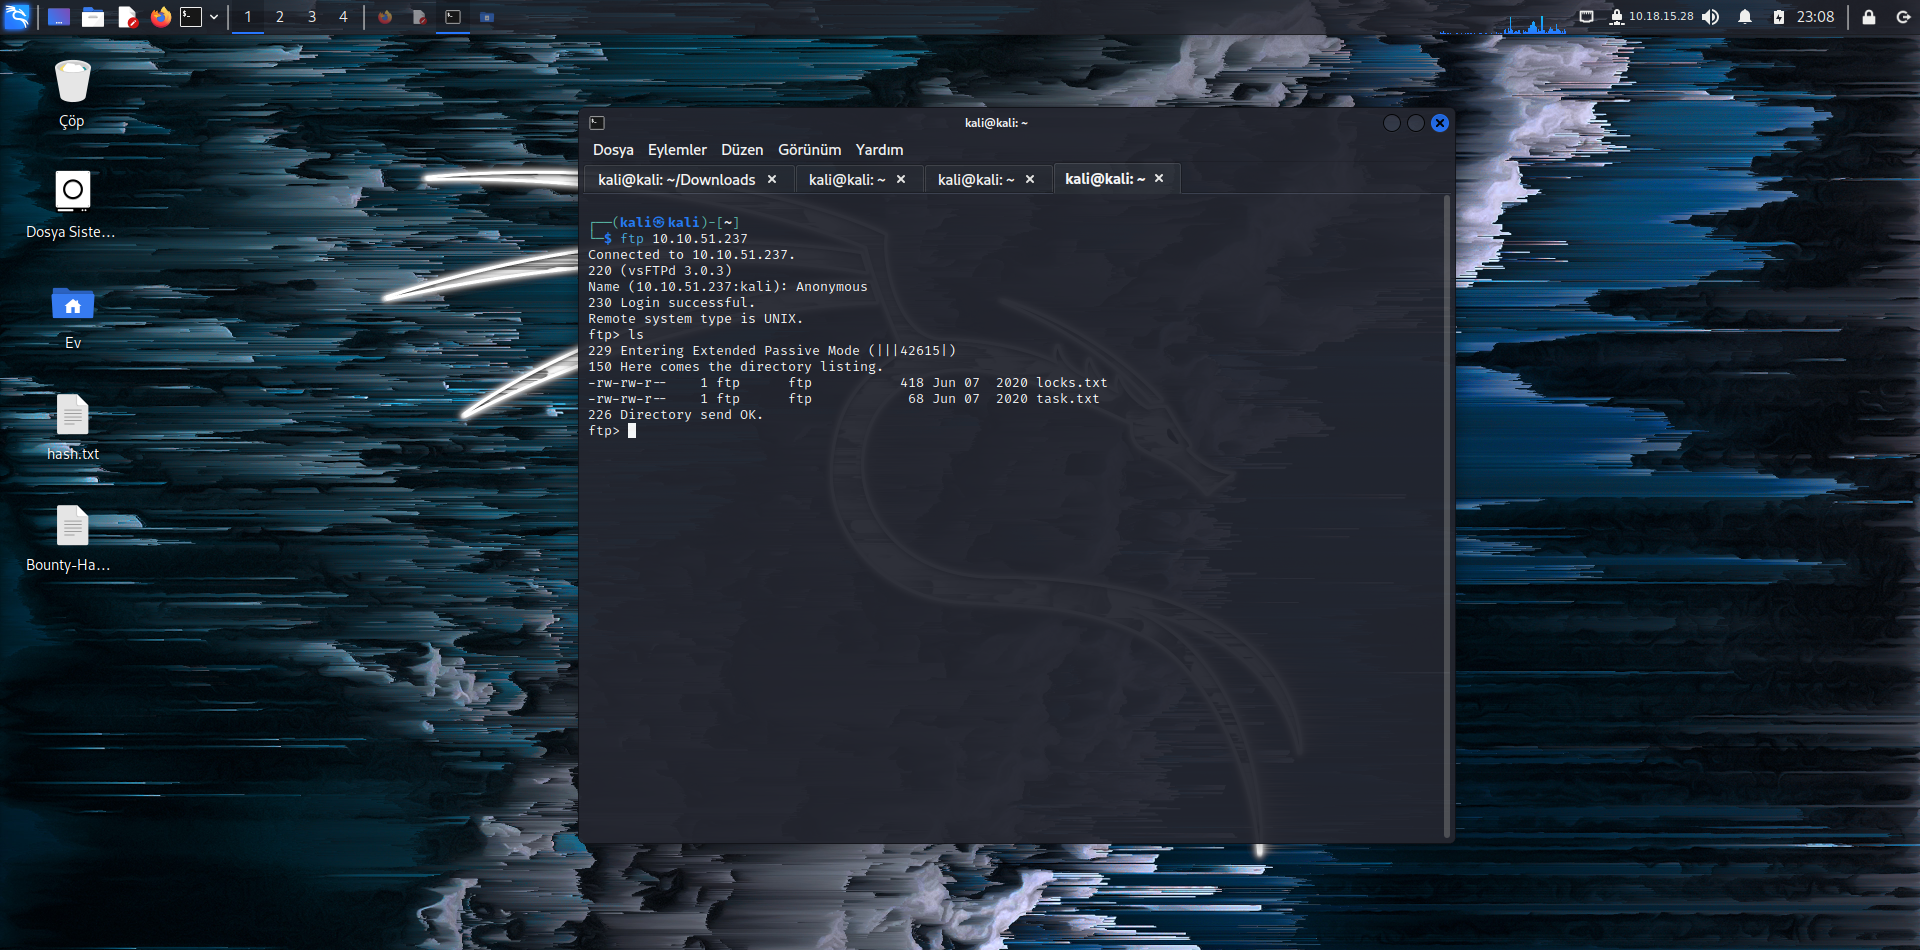 1 2 3 4
10.18.15.28
23:08
Çöp
Dosya Siste...
Ev
hash.txt
Bounty-Ha...
kali@kali: ~
Dosya Eylemler Düzen Görünüm Yardım
kali@kali: ~/Downloads kali@kali: ~ kali@kali: ~ kali@kali: ~
┌──(kali㉿kali)-[~]
└─$ ftp 10.10.51.237
Connected to 10.10.51.237.
220 (vsFTPd 3.0.3)
Name (10.10.51.237:kali): Anonymous
230 Login successful.
Remote system type is UNIX.
ftp> ls
229 Entering Extended Passive Mode (|||42615|)
150 Here comes the directory listing.
-rw-rw-r-- 1 ftp ftp 418 Jun 07 2020 locks.txt
-rw-rw-r-- 1 ftp ftp 68 Jun 07 2020 task.txt
226 Directory send OK.
ftp>